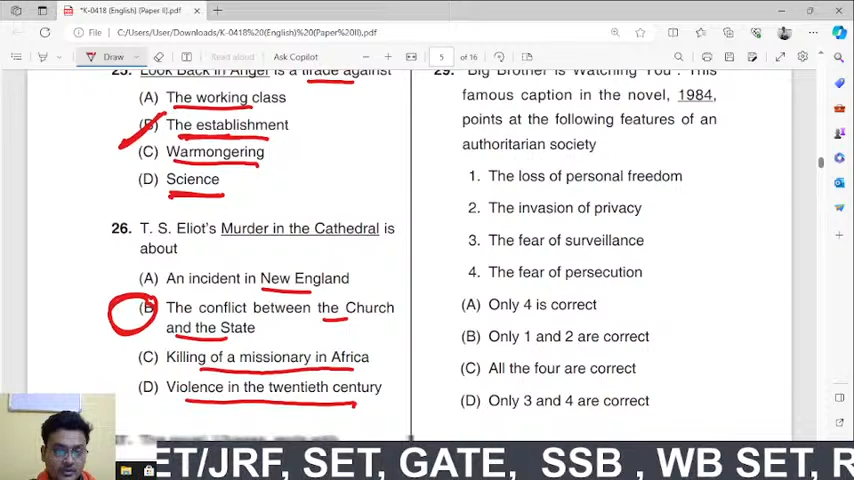 *K-0418 (English) (Paper II).pdf
File
C:/Users/User/Downloads/K-0418%20(English)%20(Paper%20II).pdf
Draw
Read aloud
Ask Copilot
5
of 16
25. Look Back in Anger is a tirade against
(A) The working class
(B) The establishment
(C) Warmongering
(D) Science
26. T. S. Eliot's Murder in the Cathedral is
about
(A) An incident in New England
(B) The conflict between the Church
and the State
(C) Killing of a missionary in Africa
(D) Violence in the twentieth century
29. 'Big Brother is Watching You'. This
famous caption in the novel, 1984,
points at the following features of an
authoritarian society
1. The loss of personal freedom
2. The invasion of privacy
3. The fear of surveillance
4. The fear of persecution
(A) Only 4 is correct
(B) Only 1 and 2 are correct
(C) All the four are correct
(D) Only 3 and 4 are correct
ET/JRF, SET, GATE, SSB , WB SET, R